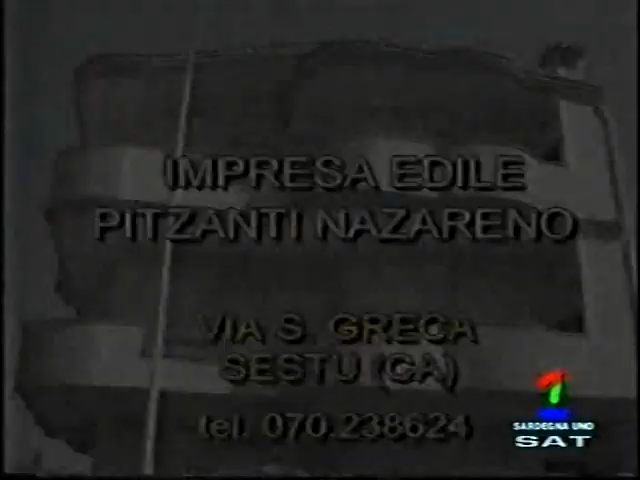 IMPRESA EDILE
PITZANTI NAZARENO
VIA S. GRECA
SESTU (CA)
tel. 070.238624
SARDEGNA UNO
SAT